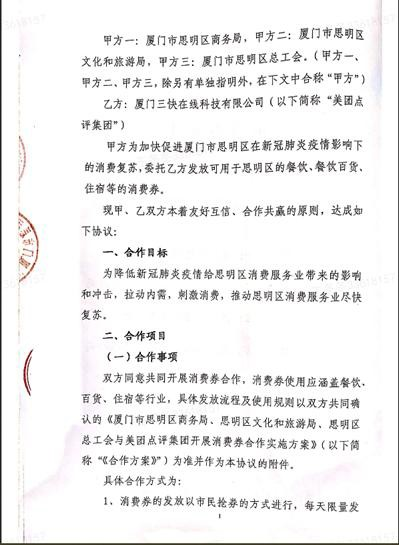 甲方一：厦门市思明区商务局，甲方二：厦门市思明区
文化和旅游局，甲方三：厦门市思明区总工会。（甲方一、
甲方二、甲方三，除另有单独指明外，在下文中合称“甲方”）
乙方：厦门三快在线科技有限公司（以下简称“美团点
评集团”）
甲方为加快促进厦门市思明区在新冠肺炎疫情影响下
的消费复苏，委托乙方发放可用于思明区的餐饮、餐饮百货、
住宿等的消费券。
现甲、乙双方本着友好互信、合作共赢的原则，达成如
下协议：
一、合作目标
为降低新冠肺炎疫情给思明区消费服务业带来的影响
和冲击，拉动内需，刺激消费，推动思明区消费服务业尽快
复苏。
二、合作项目
（一）合作事项
双方同意共同开展消费券合作，消费券使用应涵盖餐饮、
百货、住宿等行业，具体发放流程及使用规则以双方共同确
认的《厦门市思明区商务局、思明区文化和旅游局、思明区
总工会与美团点评集团开展消费券合作实施方案》（以下简
称“《合作方案》”）为准并作为本协议的附件。
具体合作方式为：
1、消费券的发放以市民抢券的方式进行，每天限量发
1